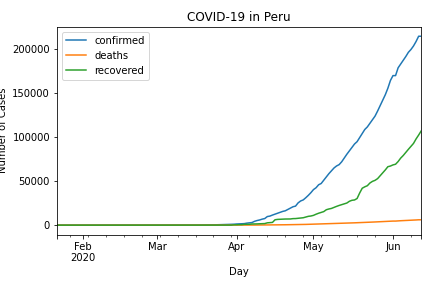 COVID-19 in Peru
confirmed
deaths
recovered
200000
150000
100000
50000
0
Number of Cases
Feb
2020
Mar
Apr
May
Jun
Day